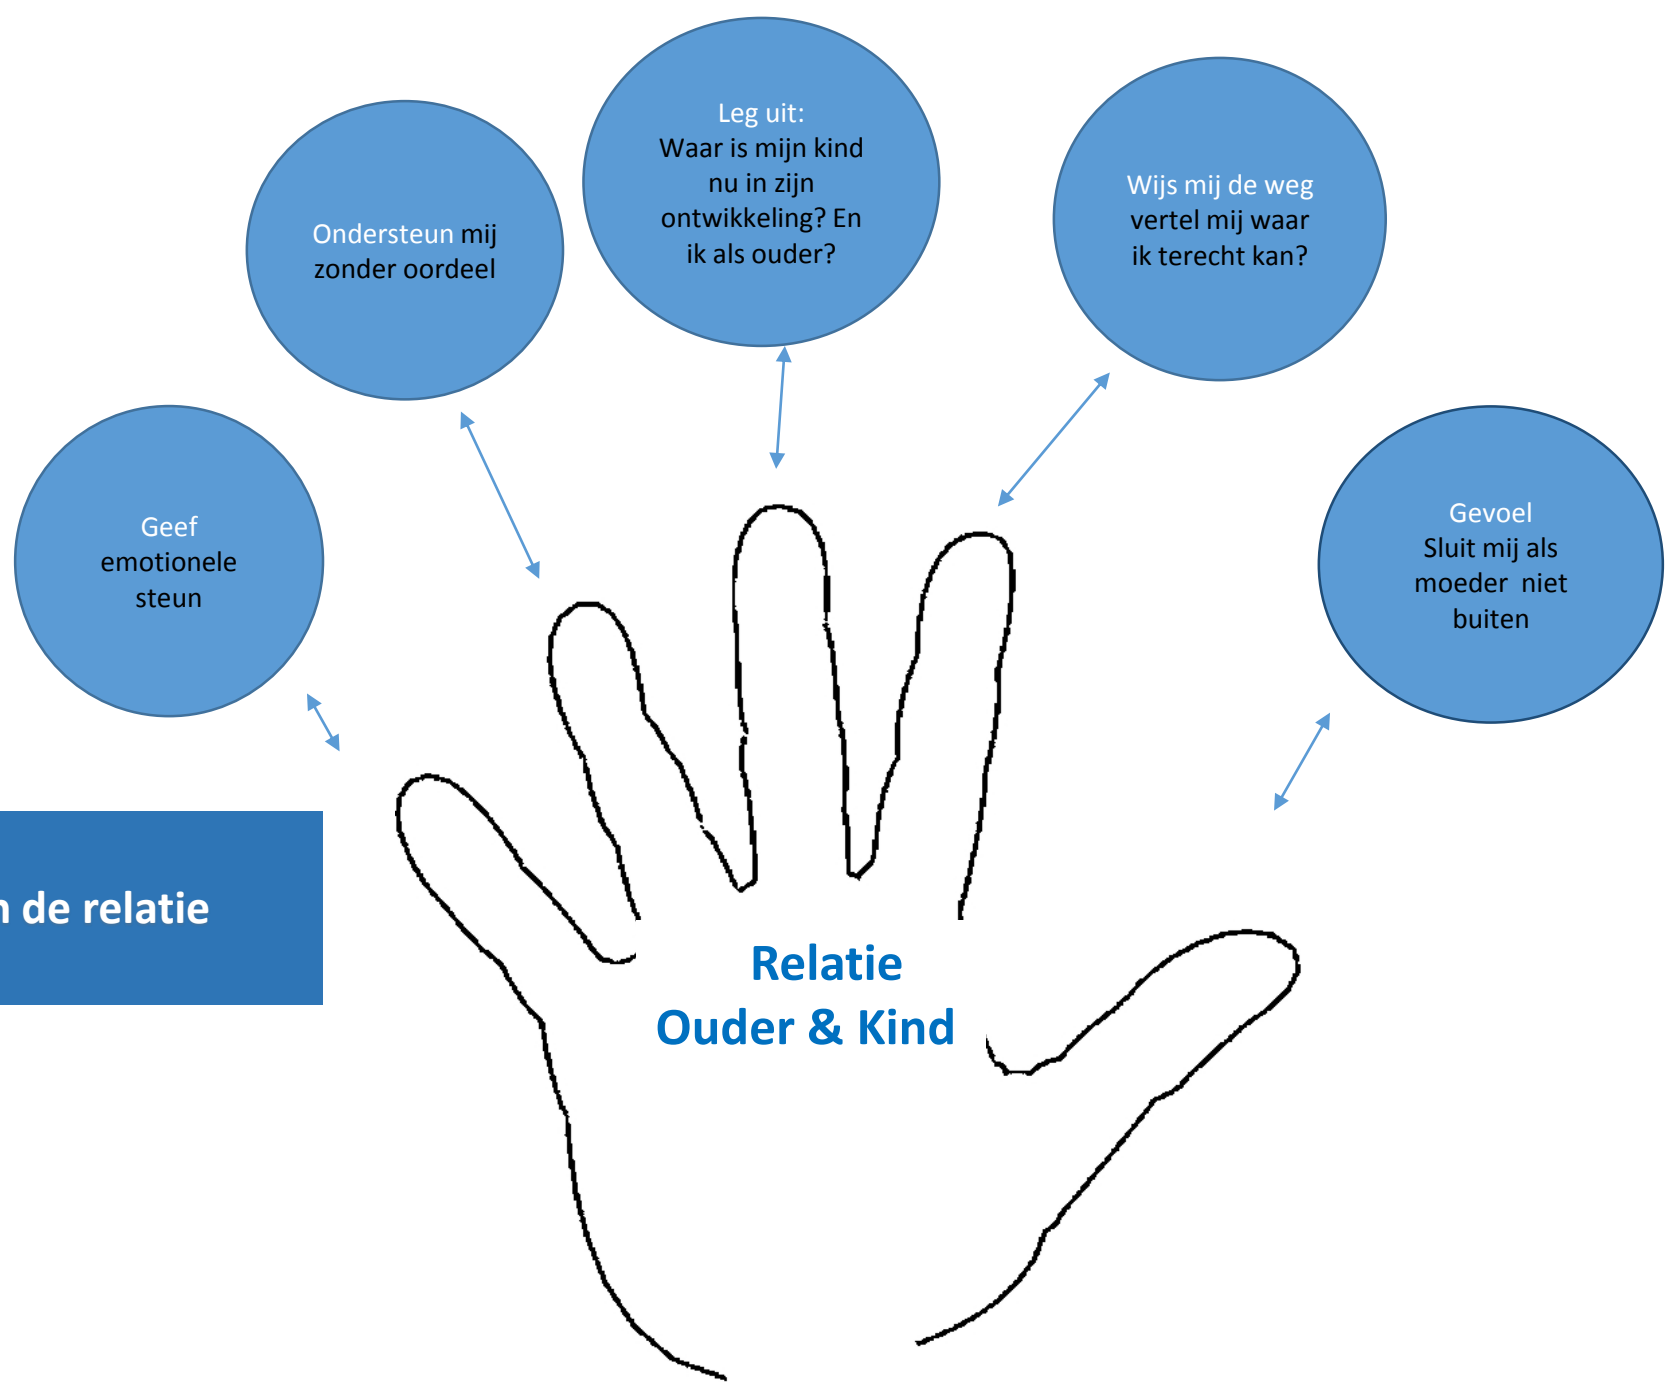 Leg uit:
Waar is mijn kind
nu in zijn
ontwikkeling? En
ik als ouder?
Ondersteun mij
zonder oordeel
Wijs mij de weg
vertel mij waar
ik terecht kan?
Geef
emotionele
steun
Gevoel
Sluit mij als
moeder niet
buiten
de relatie
Relatie
Ouder & Kind